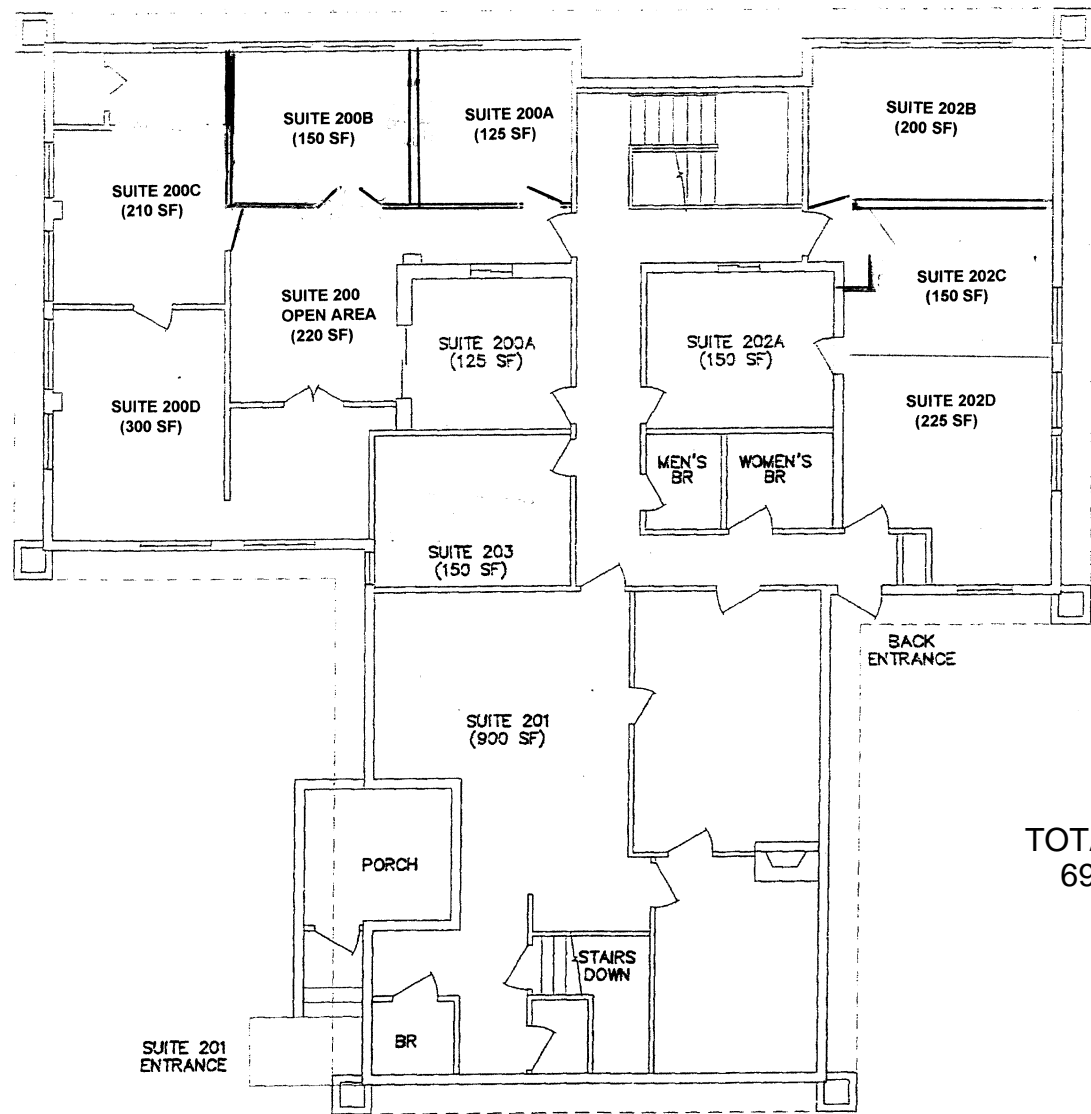 SUITE 200B
(150 SF)
SUITE 200A
(125 SF)
SUITE 202B
(200 SF)
SUITE 200C
(210 SF)
SUITE 200
OPEN AREA
(220 SF)
SUITE 202C
(150 SF)
SUITE 200A
(125 SF)
SUITE 202A
(150 SF)
SUITE 200D
(300 SF)
SUITE 202D
(225 SF)
MEN'S
BR
WOMEN'S
BR
SUITE 203
(150 SF)
BACK
ENTRANCE
SUITE 201
(900 SF)
PORCH
TOTA
69
STAIRS
DOWN
BR
SUITE 201
ENTRANCE